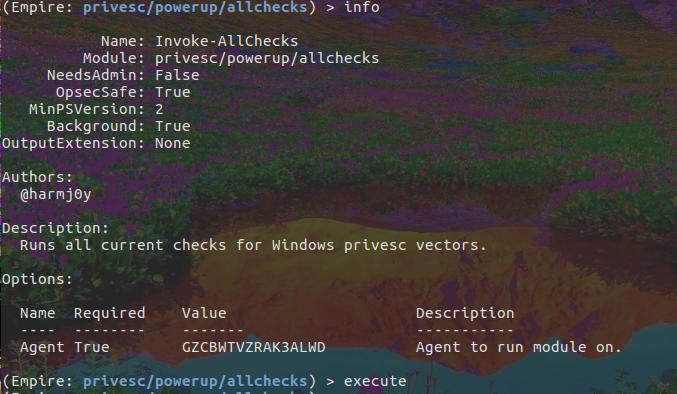 (Empire: privesc/powerup/allchecks) > info
Name: Invoke-AllChecks
Module: privesc/powerup/allchecks
NeedsAdmin: False
OpsecSafe: True
MinPSVersion: 2
Background: True
OutputExtension: None
Authors:
@harmj0y
Description:
Runs all current checks for Windows privesc vectors.
Options:
Name Required Value Description
---- -------- ------- -----------
Agent True GZCBWTVZRAK3ALWD Agent to run module on.
(Empire: privesc/powerup/allchecks) > execute